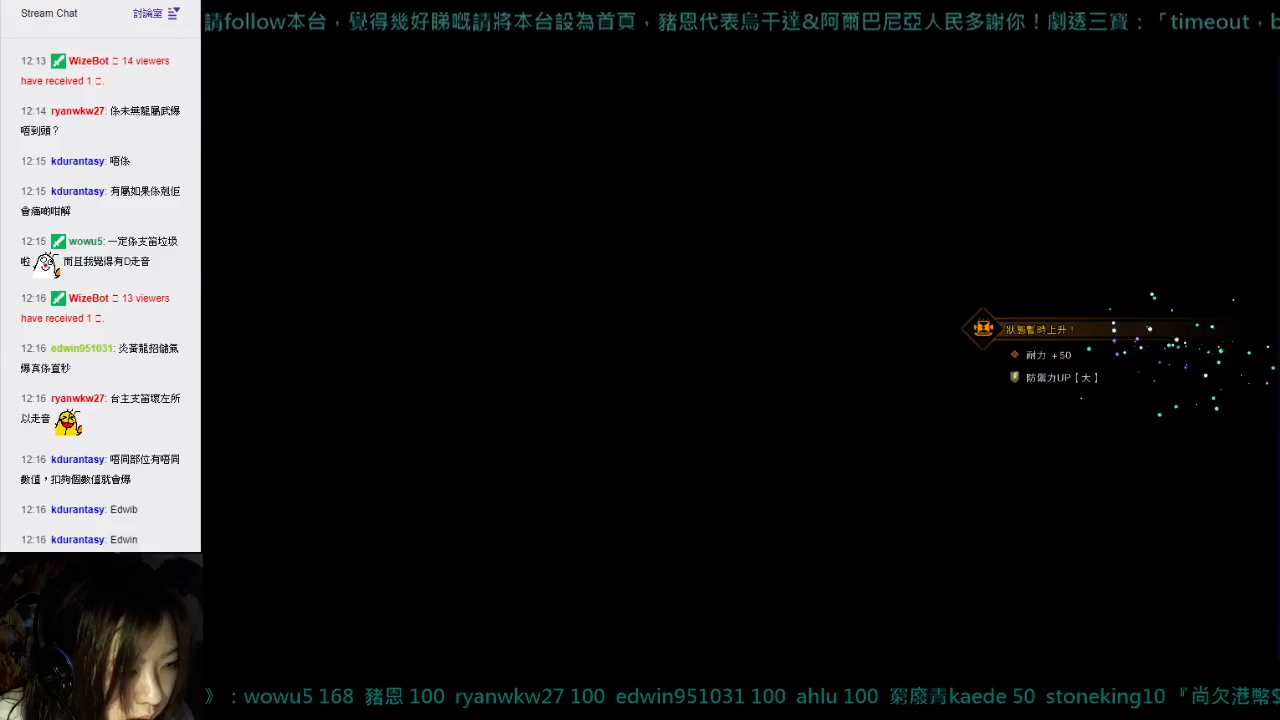 Stream Chat 討論室
請follow本台，覺得幾好睇嘅請將本台設為首頁，豬恩代表烏干達&阿爾巴尼亞人民多謝你！劇透三寶：「timeout，b
12:13 WizeBot 14 viewers
have received 1
12:14 ryanwkw27: 係未無龍屬武爆
唔到頭？
12:15 kdurantasy: 唔係
12:15 kdurantasy: 有屬如果係剋佢
會痛啲咁解
12:15 wowu5: 一定係支笛垃圾
啦 而且我覺得有D走音
12:16 WizeBot 13 viewers
have received 1
12:16 edwin951031: 炎黃龍招儲氣
爆真係直秒
12:16 ryanwkw27: 台主支笛壞左所
以走音
12:16 kdurantasy: 唔同部位有唔同
數值，扣夠個數值就會爆
12:16 kdurantasy: Edwib
12:16 kdurantasy: Edwin
狀態暫時上升！
耐力 +50
防禦力UP【大】
》：wowu5 168 豬恩 100 ryanwkw27 100 edwin951031 100 ahlu 100 窮廢青kaede 50 stoneking10 『尚欠港幣$